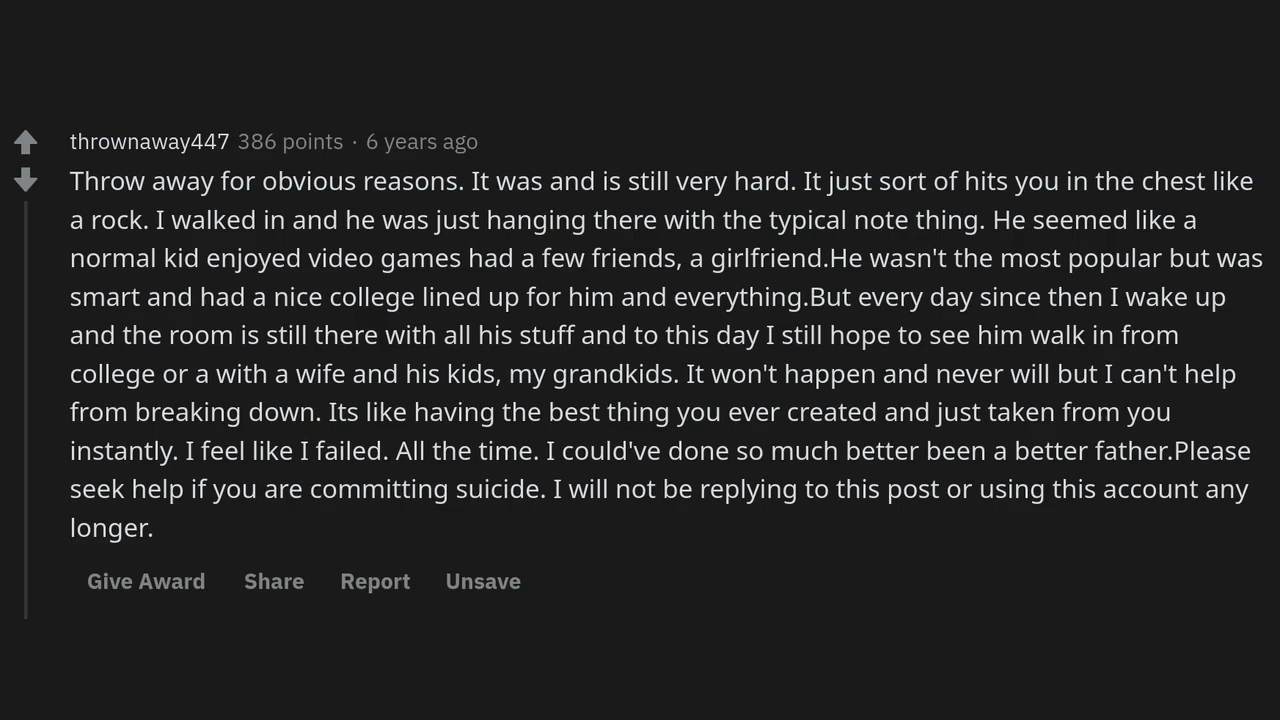 thrownaway447 386 points · 6 years ago
Throw away for obvious reasons. It was and is still very hard. It just sort of hits you in the chest like
a rock. I walked in and he was just hanging there with the typical note thing. He seemed like a
normal kid enjoyed video games had a few friends, a girlfriend.He wasn't the most popular but was
smart and had a nice college lined up for him and everything.But every day since then I wake up
and the room is still there with all his stuff and to this day I still hope to see him walk in from
college or a with a wife and his kids, my grandkids. It won't happen and never will but I can't help
from breaking down. Its like having the best thing you ever created and just taken from you
instantly. I feel like I failed. All the time. I could've done so much better been a better father.Please
seek help if you are committing suicide. I will not be replying to this post or using this account any
longer.
Give Award Share Report Unsave